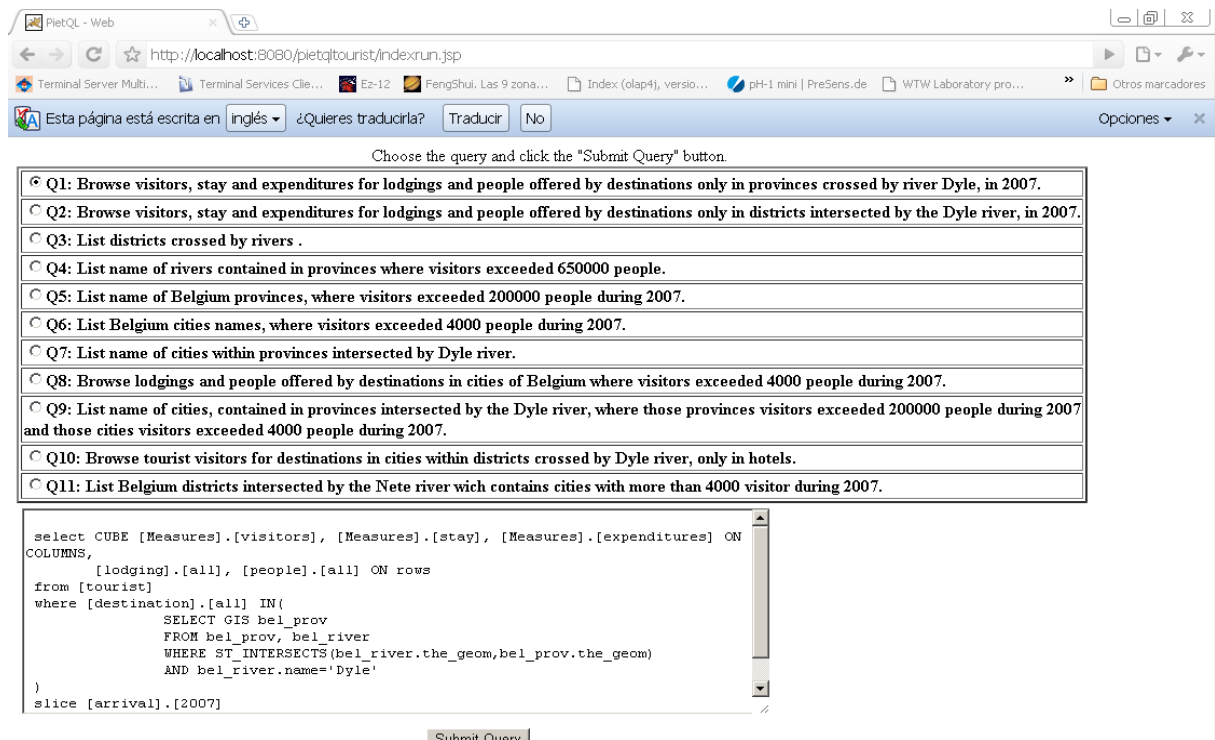 PietQL - Web
http://localhost:8080/pietqltourist/indexrun.jsp
Terminal Server Multi... Terminal Services Clie... Ez-12 FengShui. Las 9 zona... Index (olap4j, versio... pH-1 mini | PreSens.de WTW Laboratory pro... » Otros marcadores
Esta página está escrita en inglés ¿Quieres traducirla? Traducir No Opciones
Choose the query and click the "Submit Query" button.
Q1: Browse visitors, stay and expenditures for lodgings and people offered by destinations only in provinces crossed by river Dyle, in 2007.
Q2: Browse visitors, stay and expenditures for lodgings and people offered by destinations only in districts intersected by the Dyle river, in 2007.
Q3: List districts crossed by rivers .
Q4: List name of rivers contained in provinces where visitors exceeded 650000 people.
Q5: List name of Belgium provinces, where visitors exceeded 200000 people during 2007.
Q6: List Belgium cities names, where visitors exceeded 4000 people during 2007.
Q7: List name of cities within provinces intersected by Dyle river.
Q8: Browse lodgings and people offered by destinations in cities of Belgium where visitors exceeded 4000 people during 2007.
Q9: List name of cities, contained in provinces intersected by the Dyle river, where those provinces visitors exceeded 200000 people during 2007
and those cities visitors exceeded 4000 people during 2007.
Q10: Browse tourist visitors for destinations in cities within districts crossed by Dyle river, only in hotels.
Q11: List Belgium districts intersected by the Nete river wich contains cities with more than 4000 visitor during 2007.
select CUBE [Measures].[visitors], [Measures].[stay], [Measures].[expenditures] ON
COLUMNS,
[lodging].[all], [people].[all] ON rows
from [tourist]
where [destination].[all] IN(
SELECT GIS bel_prov
FROM bel_prov, bel_river
WHERE ST_INTERSECTS(bel_river.the_geom,bel_prov.the_geom)
AND bel_river.name='Dyle'
)
slice [arrival].[2007]
Submit Query